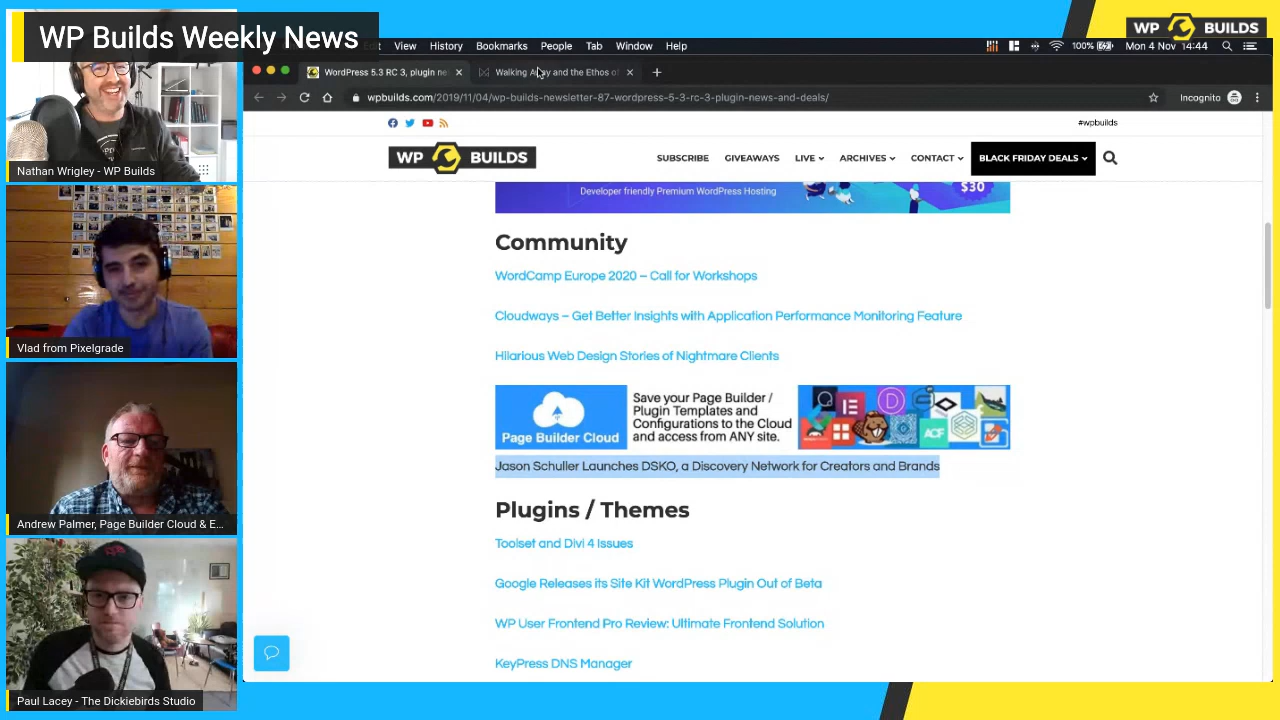 WP Builds Weekly News
Nathan Wrigley - WP Builds
Vlad from Pixelgrade
Andrew Palmer, Page Builder Cloud & E...
Paul Lacey - The Dickiebirds Studio
WP BUILDS
View History Bookmarks People Tab Window Help
100% Mon 4 Nov 14:44
WordPress 5.3 RC 3, plugin ne
Walking Away and the Ethos of
wpbuilds.com/2019/11/04/wp-builds-newsletter-87-wordpress-5-3-rc-3-plugin-news-and-deals/
Incognito
#wpbuilds
WP BUILDS
SUBSCRIBE GIVEAWAYS LIVE ARCHIVES CONTACT BLACK FRIDAY DEALS
Developer friendly Premium WordPress Hosting
$30
Community
WordCamp Europe 2020 – Call for Workshops
Cloudways – Get Better Insights with Application Performance Monitoring Feature
Hilarious Web Design Stories of Nightmare Clients
Page Builder Cloud
Save your Page Builder /
Plugin Templates and
Configurations to the Cloud
and access from ANY site.
ACF
Jason Schuller Launches DSKO, a Discovery Network for Creators and Brands
Plugins / Themes
Toolset and Divi 4 Issues
Google Releases its Site Kit WordPress Plugin Out of Beta
WP User Frontend Pro Review: Ultimate Frontend Solution
KeyPress DNS Manager